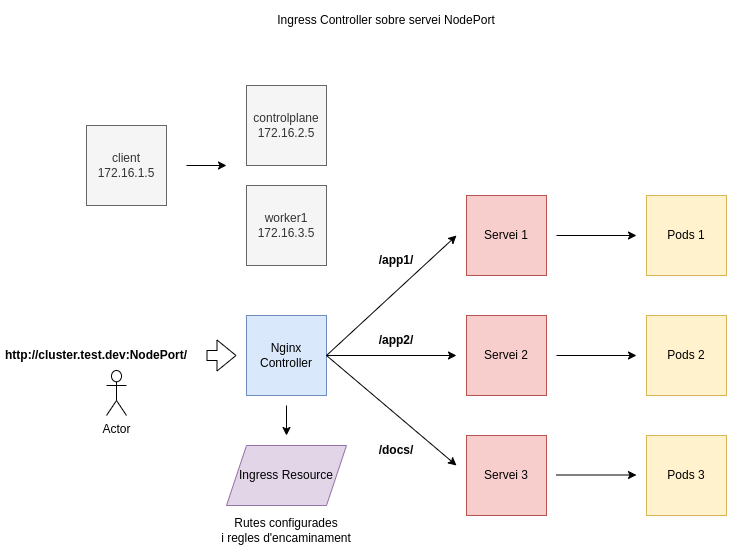 Ingress Controller sobre servei NodePort
controlplane
172.16.2.5
client
172.16.1.5
worker1
172.16.3.5
Servei 1
Pods 1
/app1/
http://cluster.test.dev:NodePort/
Nginx
Controller
/app2/
Servei 2
Pods 2
Actor
/docs/
Ingress Resource
Servei 3
Pods 3
Rutes configurades
i regles d'encaminament